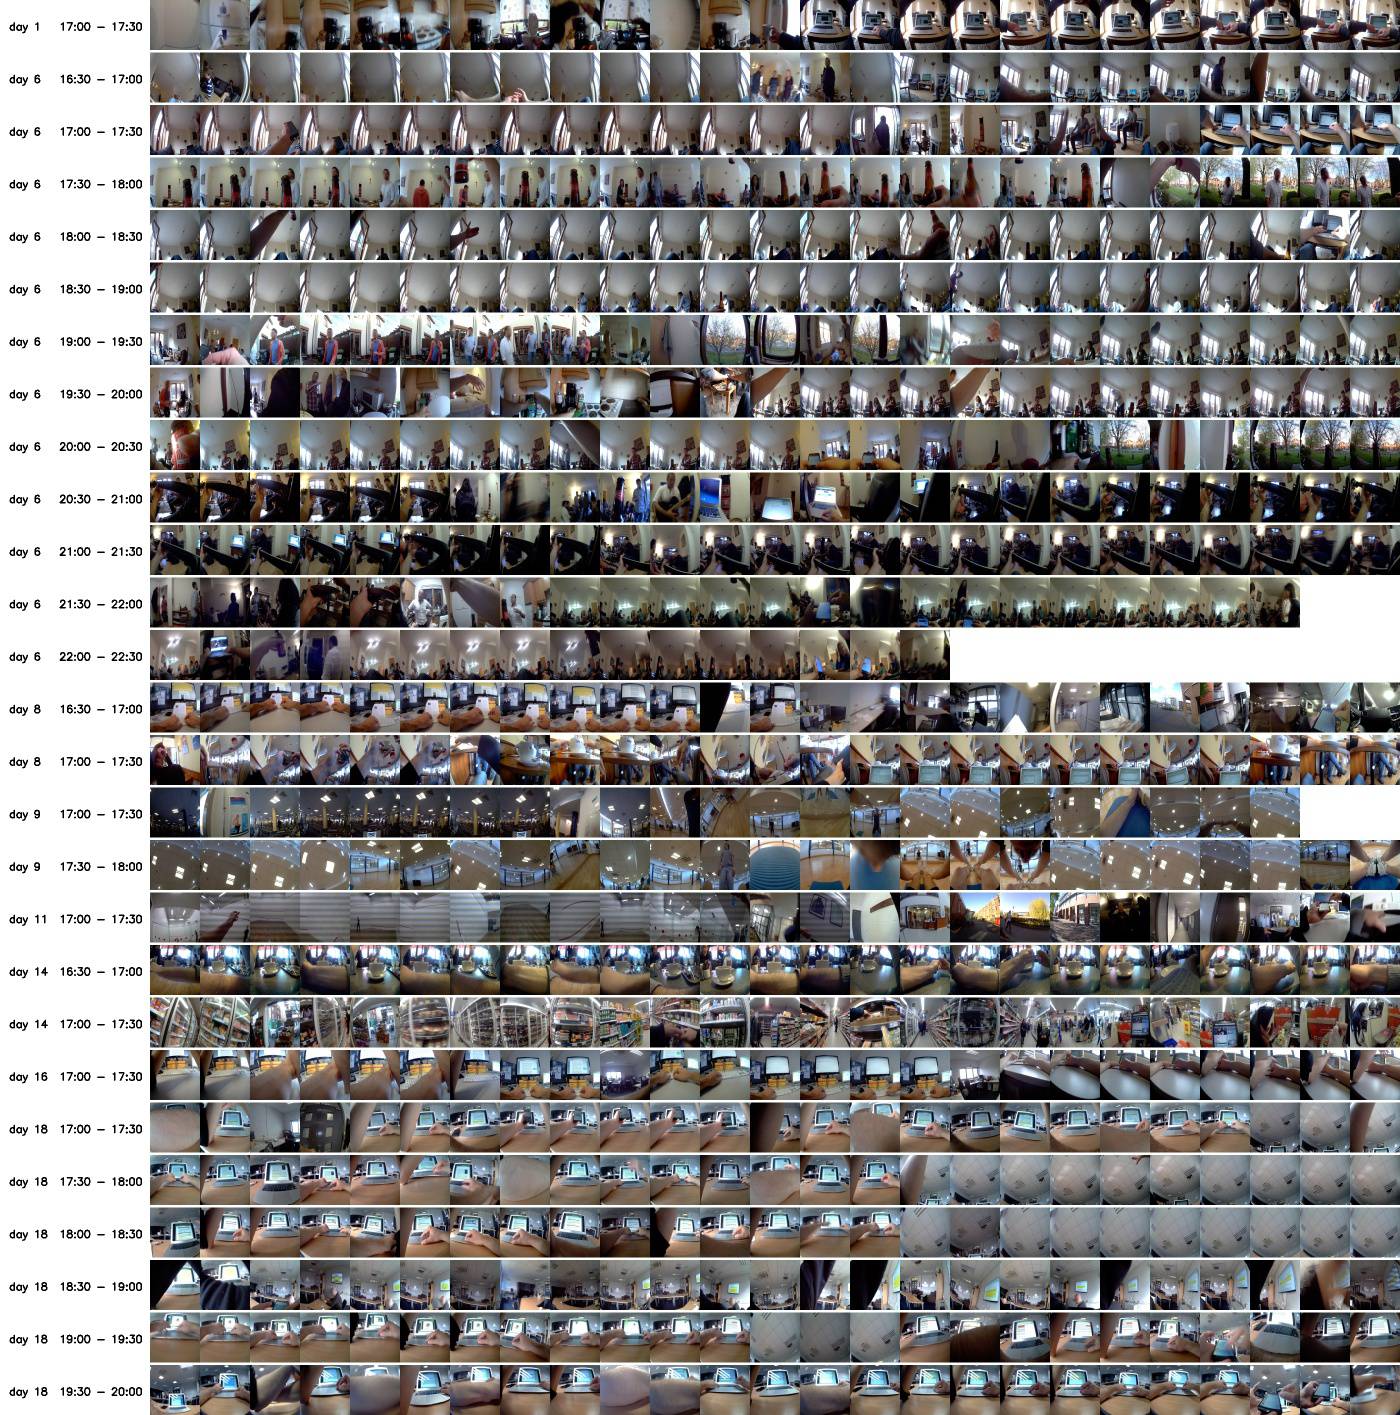 day 1 17:00 – 17:30
day 6 16:30 – 17:00
day 6 17:00 – 17:30
day 6 17:30 – 18:00
day 6 18:00 – 18:30
day 6 18:30 – 19:00
day 6 19:00 – 19:30
day 6 19:30 – 20:00
day 6 20:00 – 20:30
day 6 20:30 – 21:00
day 6 21:00 – 21:30
day 6 21:30 – 22:00
day 6 22:00 – 22:30
day 8 16:30 – 17:00
day 8 17:00 – 17:30
day 9 17:00 – 17:30
day 9 17:30 – 18:00
day 11 17:00 – 17:30
day 14 16:30 – 17:00
day 14 17:00 – 17:30
day 16 17:00 – 17:30
day 18 17:00 – 17:30
day 18 17:30 – 18:00
day 18 18:00 – 18:30
day 18 18:30 – 19:00
day 18 19:00 – 19:30
day 18 19:30 – 20:00